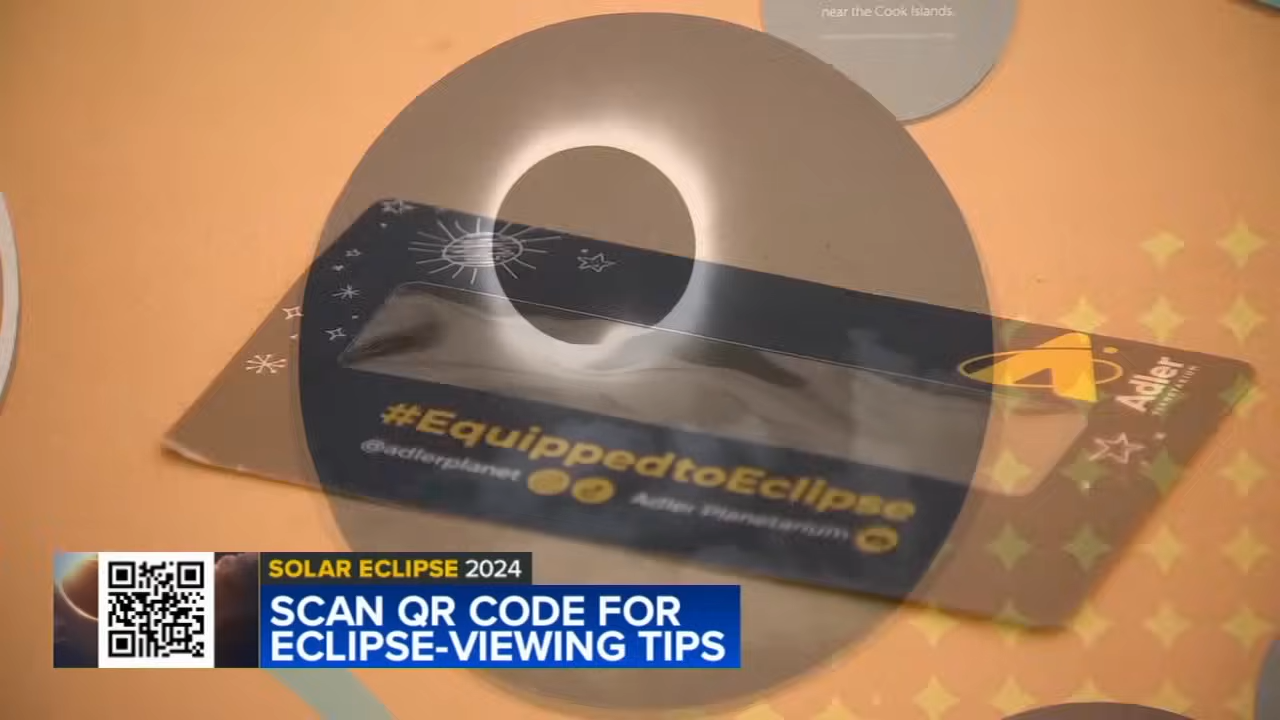 near the Cook Islands.
Adler
PLANETARIUM
#EquippedtoEclipse
@adlerplanet
Adler Planetarium
SOLAR ECLIPSE 2024
SCAN QR CODE FOR
ECLIPSE-VIEWING TIPS